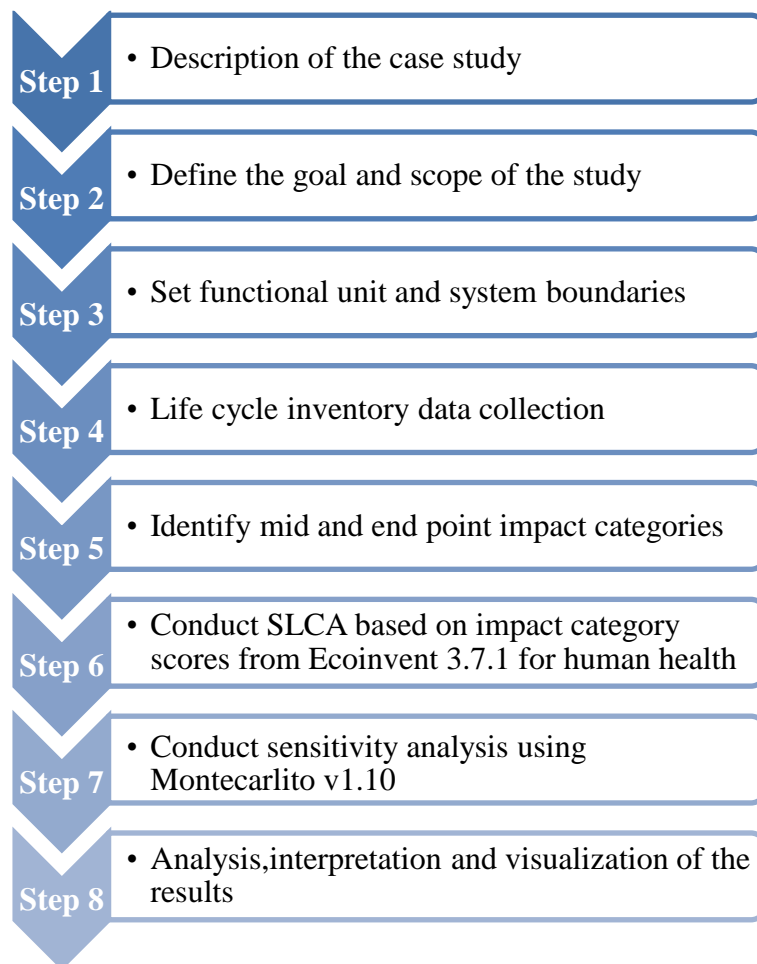 Step 1
• Description of the case study
Step 2
• Define the goal and scope of the study
Step 3
• Set functional unit and system boundaries
Step 4
• Life cycle inventory data collection
Step 5
• Identify mid and end point impact categories
Step 6
• Conduct SLCA based on impact category
scores from Ecoinvent 3.7.1 for human health
Step 7
• Conduct sensitivity analysis using
Montecarlito v1.10
Step 8
• Analysis,interpretation and visualization of the
results